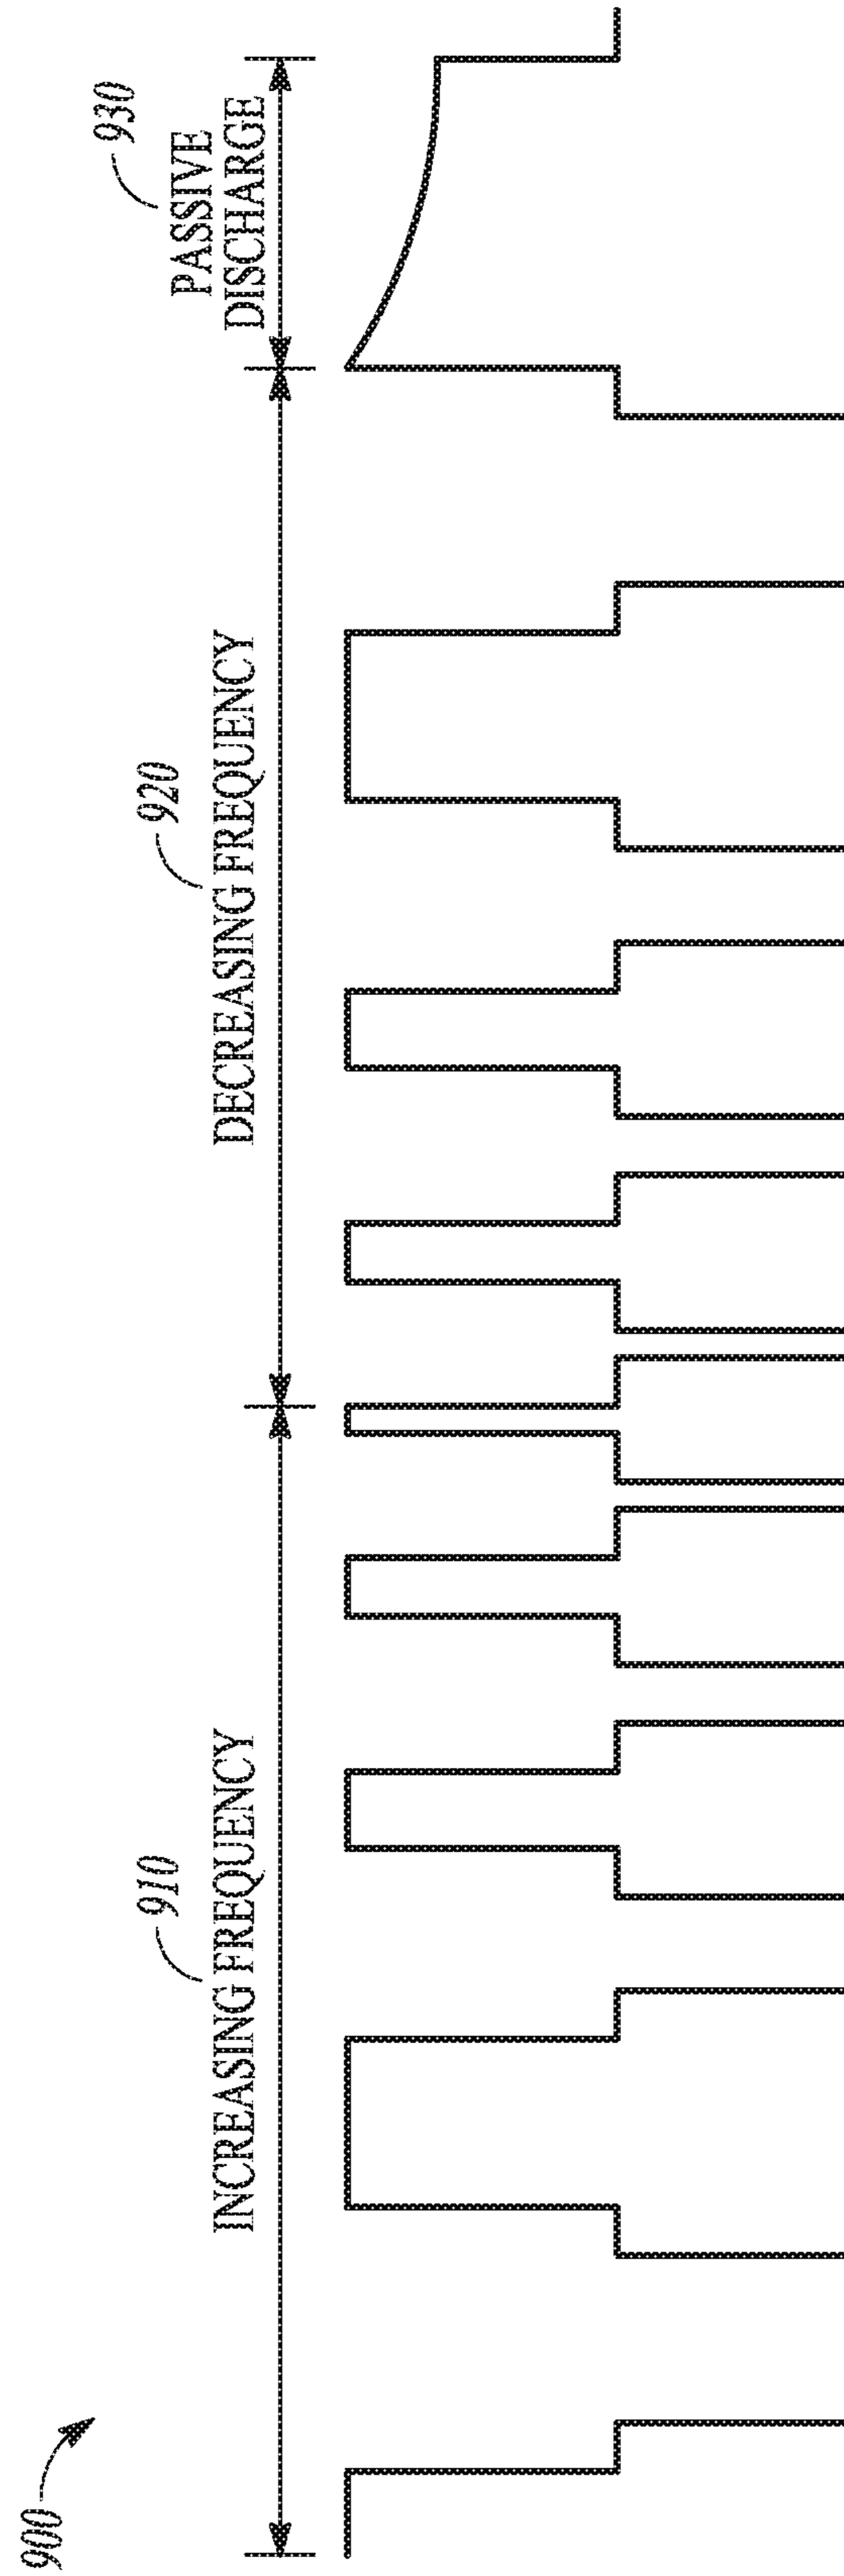 900
910
INCREASING FREQUENCY
920
DECREASING FREQUENCY
930
PASSIVE
DISCHARGE